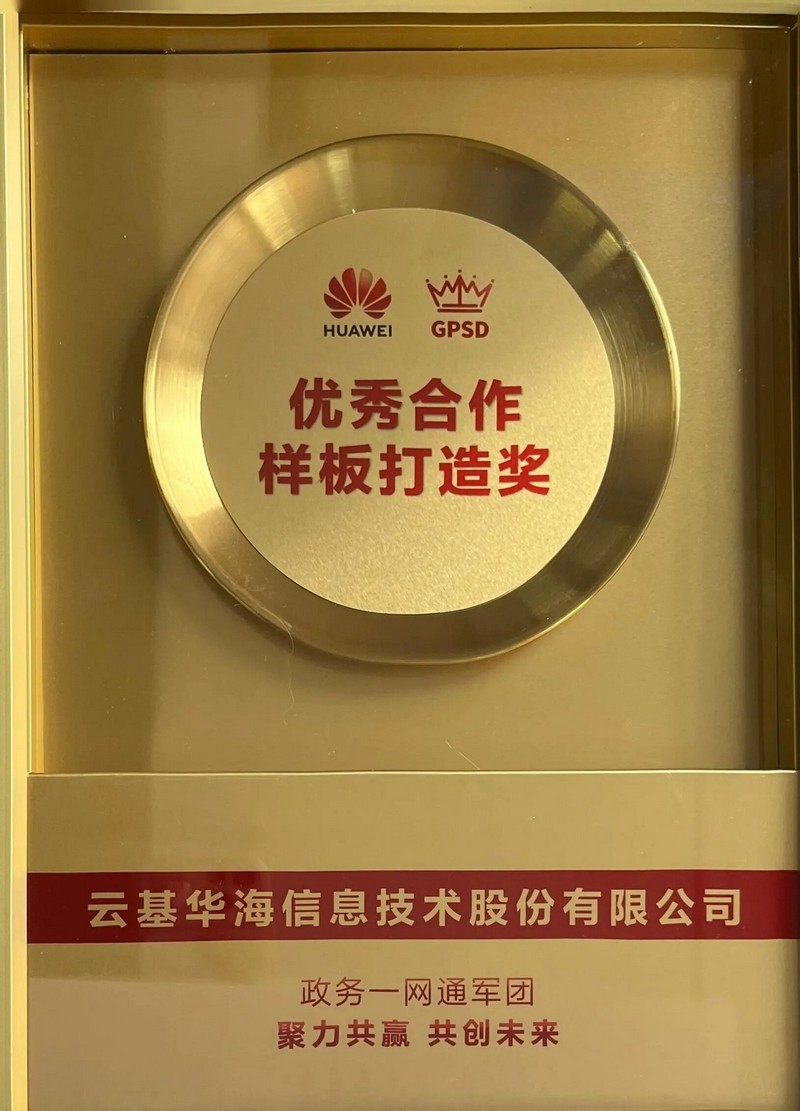 HUAWEI GPSD
优秀合作
样板打造奖
云基华海信息技术股份有限公司
政务一网通军团
聚力共赢 共创未来